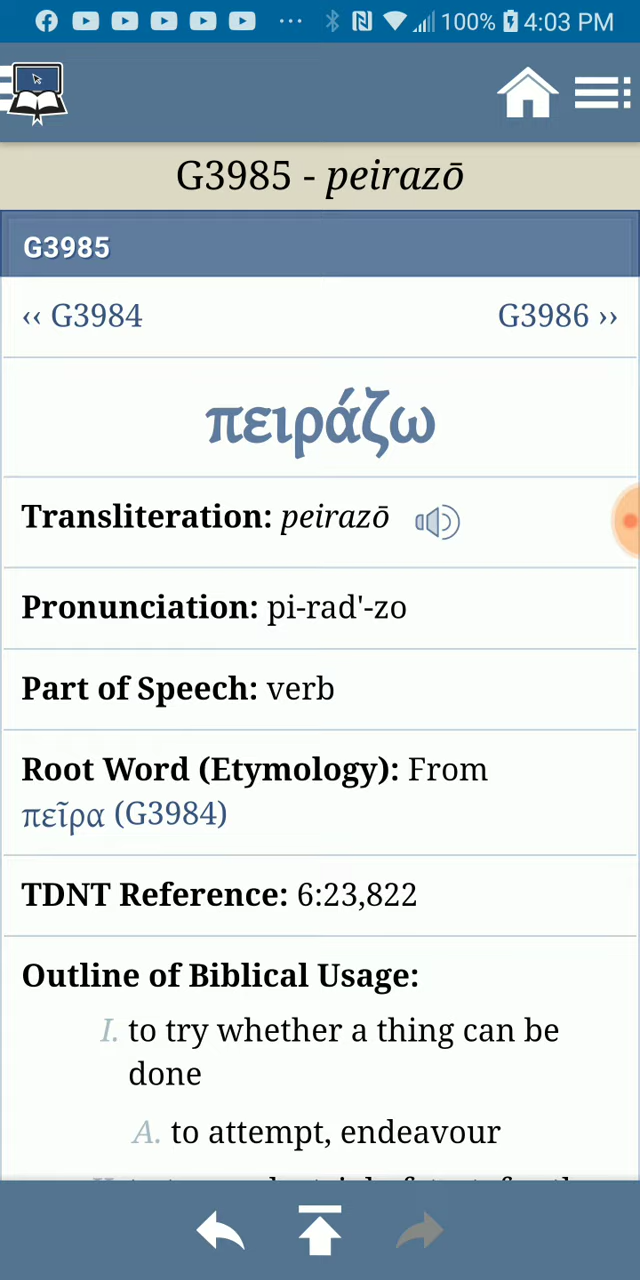 100% 4:03 PM
G3985 - peirazō
G3985
‹‹ G3984 G3986 ››
πειράζω
Transliteration: peirazō
Pronunciation: pi-rad'-zo
Part of Speech: verb
Root Word (Etymology): From
πεῖρα (G3984)
TDNT Reference: 6:23,822
Outline of Biblical Usage:
I. to try whether a thing can be
done
A. to attempt, endeavour